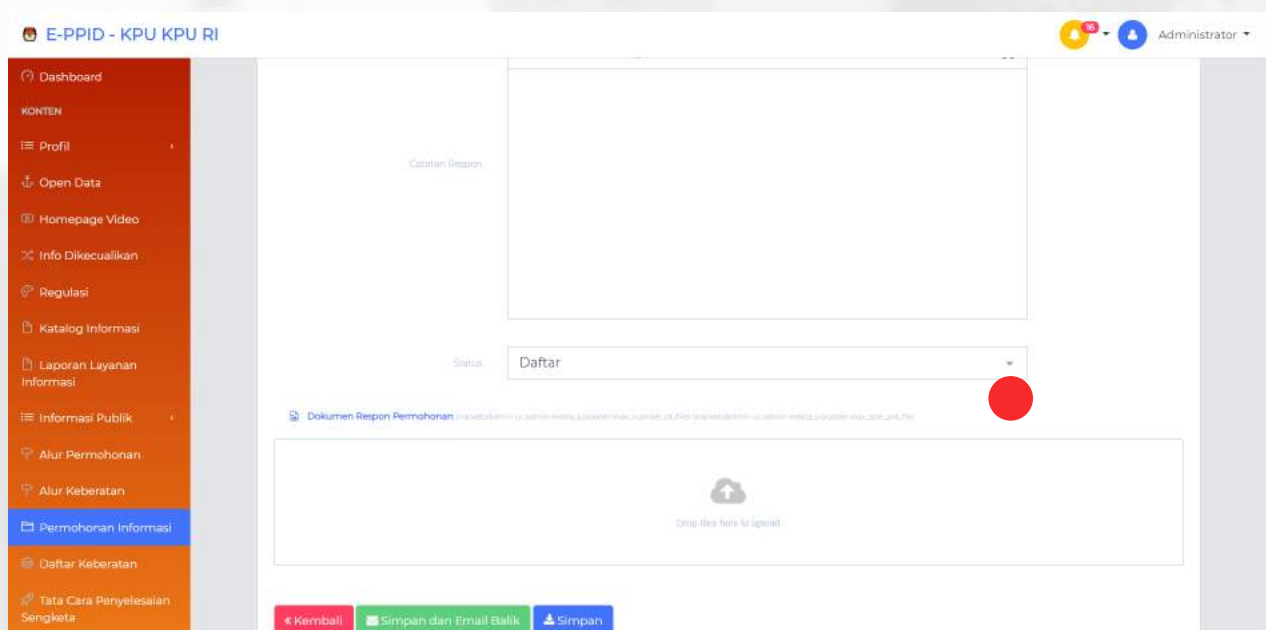 E-PPID - KPU KPU RI
16
Administrator
Dashboard
KONTEN
Profil
Open Data
Homepage Video
Info Dikecualikan
Regulasi
Katalog Informasi
Laporan Layanan
Informasi
Informasi Publik
Alur Permohonan
Alur Keberatan
Permohonan Informasi
Daftar Keberatan
Tata Cara Penyelesaian
Sengketa
Catatan Respon
Status
Daftar
Dokumen Respon Permohonan
Drop files here to upload
Kembali
Simpan dan Email Balik
Simpan